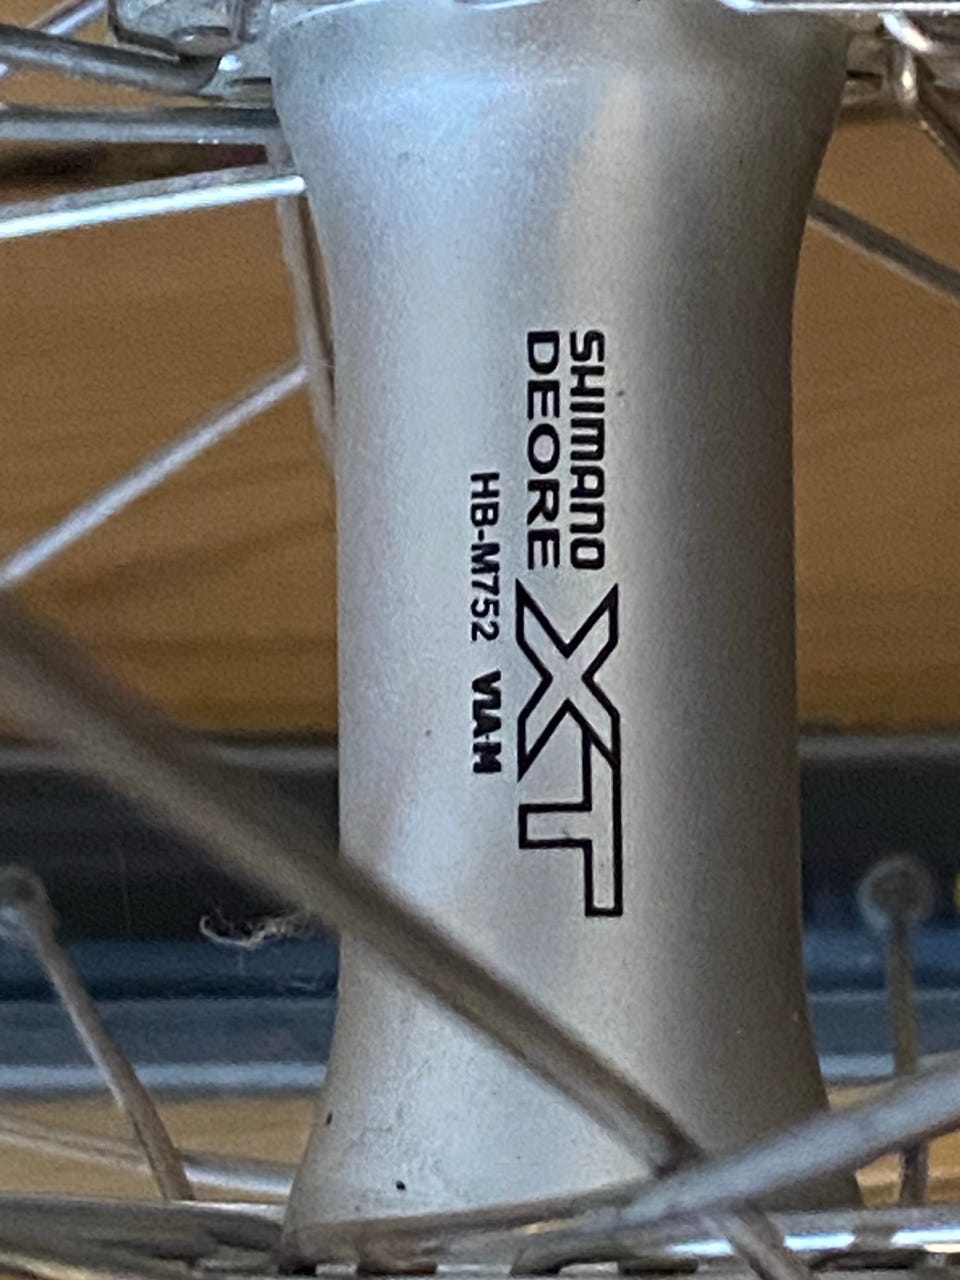 SHIMANO
DEORE XT
HB-M752 VIA-M